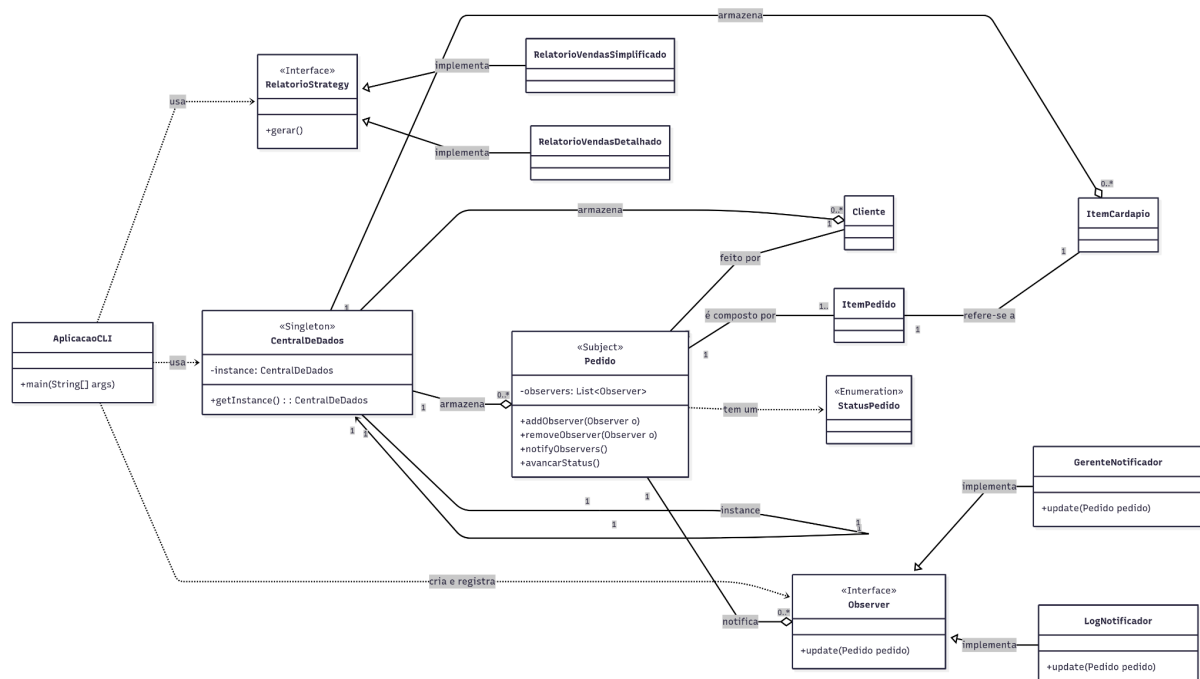 armazena
«Interface»
RelatorioStrategy
+gerar()
RelatorioVendasSimplificado
implementa
usa
RelatorioVendasDetalhado
implementa
0..*
ItemCardapio
1
armazena
0..*
1
Cliente
feito por
1
«Singleton»
CentralDeDados
-instance: CentralDeDados
+getInstance() : : CentralDeDados
AplicacaoCLI
+main(String[] args)
usa
é composto por
1
1..
ItemPedido
1
refere-se a
«Subject»
Pedido
-observers: List<Observer>
+addObserver(Observer o)
+removeObserver(Observer o)
+notifyObservers()
+avancarStatus()
1
armazena
0..*
tem um
«Enumeration»
StatusPedido
1
1
1
1
instance
1
1
1
GerenteNotificador
+update(Pedido pedido)
implementa
cria e registra
«Interface»
Observer
+update(Pedido pedido)
notifica
0..*
LogNotificador
+update(Pedido pedido)
implementa